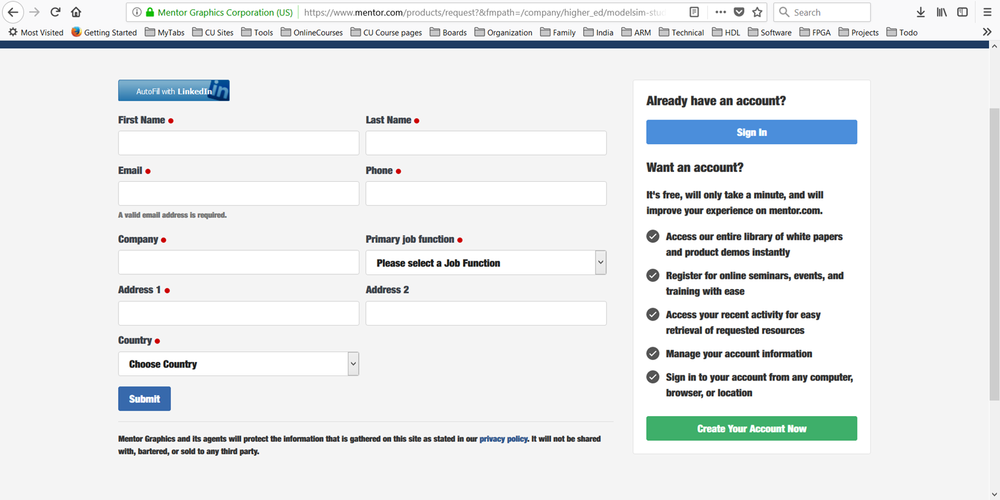 Mentor Graphics Corporation (US)
https://www.mentor.com/products/request?&fmpath=/company/higher_ed/modelsim-stud
Search
Most Visited
Getting Started
MyTabs
CU Sites
Tools
OnlineCourses
CU Course pages
Boards
Organization
Family
India
ARM
Technical
HDL
Software
FPGA
Projects
Todo
AutoFill with LinkedIn
in
First Name
Last Name
Email
Phone
A valid email address is required.
Company
Primary job function
Please select a Job Function
Address 1
Address 2
Country
Choose Country
Submit
Mentor Graphics and its agents will protect the information that is gathered on this site as stated in our privacy policy. It will not be shared
with, bartered, or sold to any third party.
Already have an account?
Sign In
Want an account?
It's free, will only take a minute, and will
improve your experience on mentor.com.
Access our entire library of white papers
and product demos instantly
Register for online seminars, events, and
training with ease
Access your recent activity for easy
retrieval of requested resources
Manage your account information
Sign in to your account from any computer,
browser, or location
Create Your Account Now